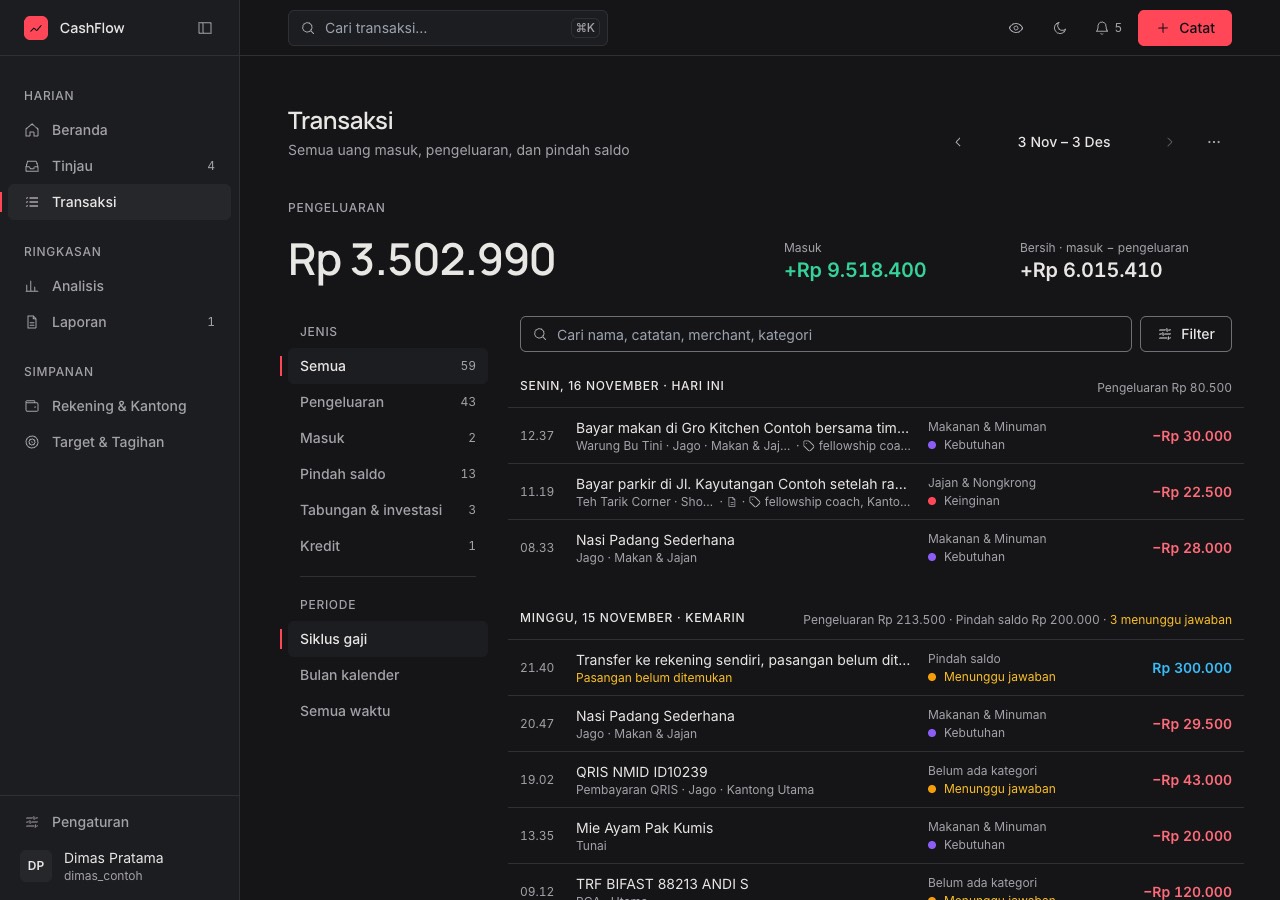 CashFlow
Cari transaksi...
⌘K
5
Catat
HARIAN
Beranda
Tinjau 4
Transaksi
RINGKASAN
Analisis
Laporan 1
SIMPANAN
Rekening & Kantong
Target & Tagihan
Pengaturan
DP
Dimas Pratama
dimas_contoh
Transaksi
Semua uang masuk, pengeluaran, dan pindah saldo
3 Nov – 3 Des
PENGELUARAN
Rp 3.502.990
Masuk
+Rp 9.518.400
Bersih · masuk − pengeluaran
+Rp 6.015.410
JENIS
Semua 59
Pengeluaran 43
Masuk 2
Pindah saldo 13
Tabungan & investasi 3
Kredit 1
PERIODE
Siklus gaji
Bulan kalender
Semua waktu
Cari nama, catatan, merchant, kategori
Filter
SENIN, 16 NOVEMBER · HARI INI
Pengeluaran Rp 80.500
12.37
Bayar makan di Gro Kitchen Contoh bersama tim...
Warung Bu Tini · Jago · Makan & Jaj... · fellowship coa...
Makanan & Minuman
Kebutuhan
−Rp 30.000
11.19
Bayar parkir di Jl. Kayutangan Contoh setelah ra...
Teh Tarik Corner · Sho... · · fellowship coach, Kanto...
Jajan & Nongkrong
Keinginan
−Rp 22.500
08.33
Nasi Padang Sederhana
Jago · Makan & Jajan
Makanan & Minuman
Kebutuhan
−Rp 28.000
MINGGU, 15 NOVEMBER · KEMARIN
Pengeluaran Rp 213.500 · Pindah saldo Rp 200.000 · 3 menunggu jawaban
21.40
Transfer ke rekening sendiri, pasangan belum dit...
Pasangan belum ditemukan
Pindah saldo
Menunggu jawaban
Rp 300.000
20.47
Nasi Padang Sederhana
Jago · Makan & Jajan
Makanan & Minuman
Kebutuhan
−Rp 29.500
19.02
QRIS NMID ID10239
Pembayaran QRIS · Jago · Kantong Utama
Belum ada kategori
Menunggu jawaban
−Rp 43.000
13.35
Mie Ayam Pak Kumis
Tunai
Makanan & Minuman
Kebutuhan
−Rp 20.000
09.12
TRF BIFAST 88213 ANDI S
Belum ada kategori
−Rp 120.000